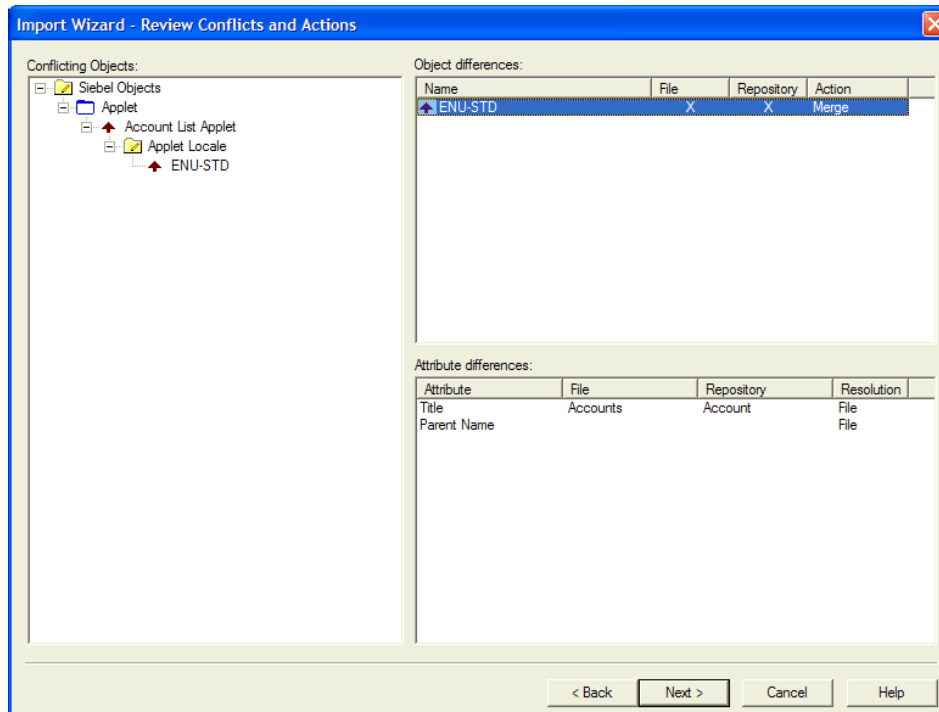 Import Wizard - Review Conflicts and Actions
Conflicting Objects:
Siebel Objects
Applet
Account List Applet
Applet Locale
ENU-STD
Object differences:
Name File Repository Action
ENU-STD X X Merge
Attribute differences:
Attribute File Repository Resolution
Title Accounts Account File
Parent Name File
< Back Next > Cancel Help